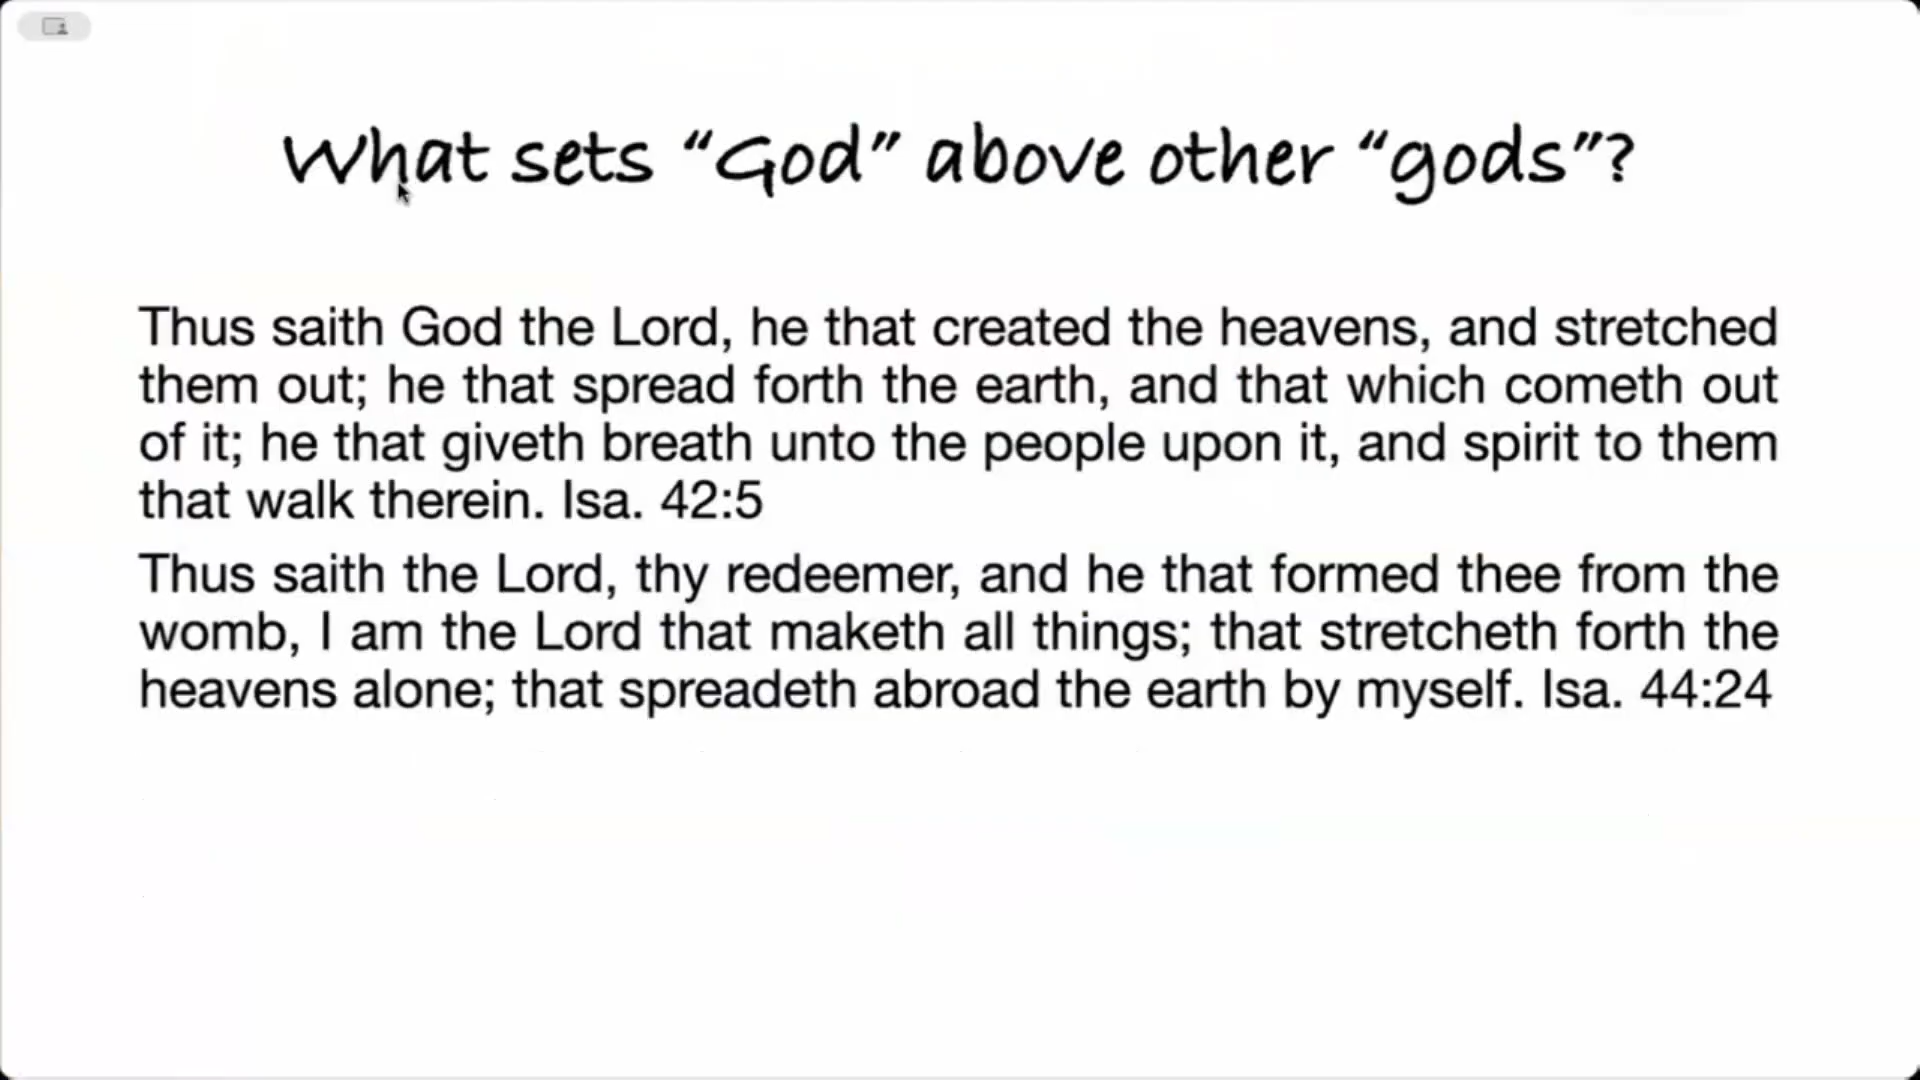 What sets “God” above other “gods”?
Thus saith God the Lord, he that created the heavens, and stretched
them out; he that spread forth the earth, and that which cometh out
of it; he that giveth breath unto the people upon it, and spirit to them
that walk therein. Isa. 42:5
Thus saith the Lord, thy redeemer, and he that formed thee from the
womb, I am the Lord that maketh all things; that stretcheth forth the
heavens alone; that spreadeth abroad the earth by myself. Isa. 44:24